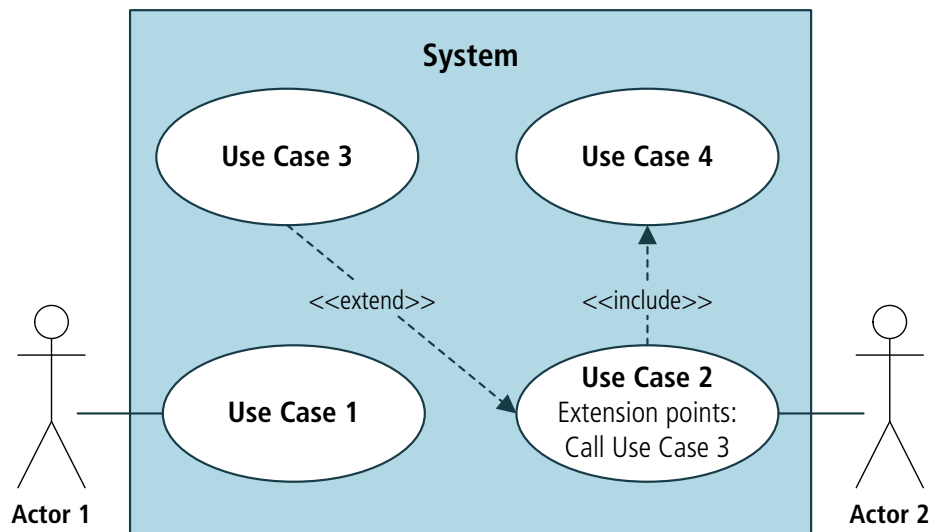 System
Use Case 3
Use Case 4
<<extend>>
<<include>>
Use Case 1
Use Case 2
Extension points:
Call Use Case 3
Actor 1
Actor 2